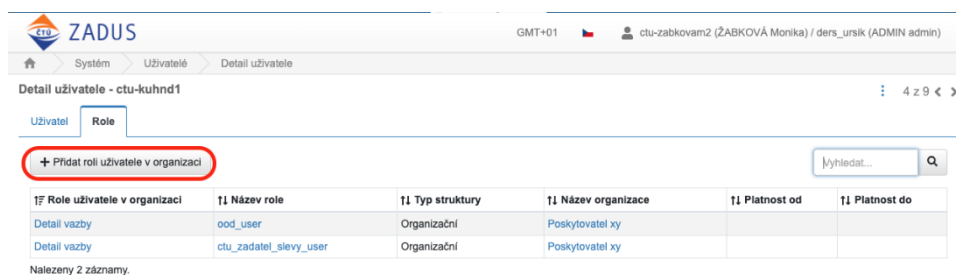 ČTÚ ZADUS GMT+01 ctu-zabkovam2 (ŽABKOVÁ Monika) / ders_ursik (ADMIN admin)
Systém Uživatelé Detail uživatele
Detail uživatele - ctu-kuhnd1 4 z 9
Uživatel Role
Přidat roli uživatele v organizaci Vyhledat...
Role uživatele v organizaci Název role Typ struktury Název organizace Platnost od Platnost do
Detail vazby ood_user Organizační Poskytovatel xy
Detail vazby ctu_zadatel_slevy_user Organizační Poskytovatel xy
Nalezeny 2 záznamy.